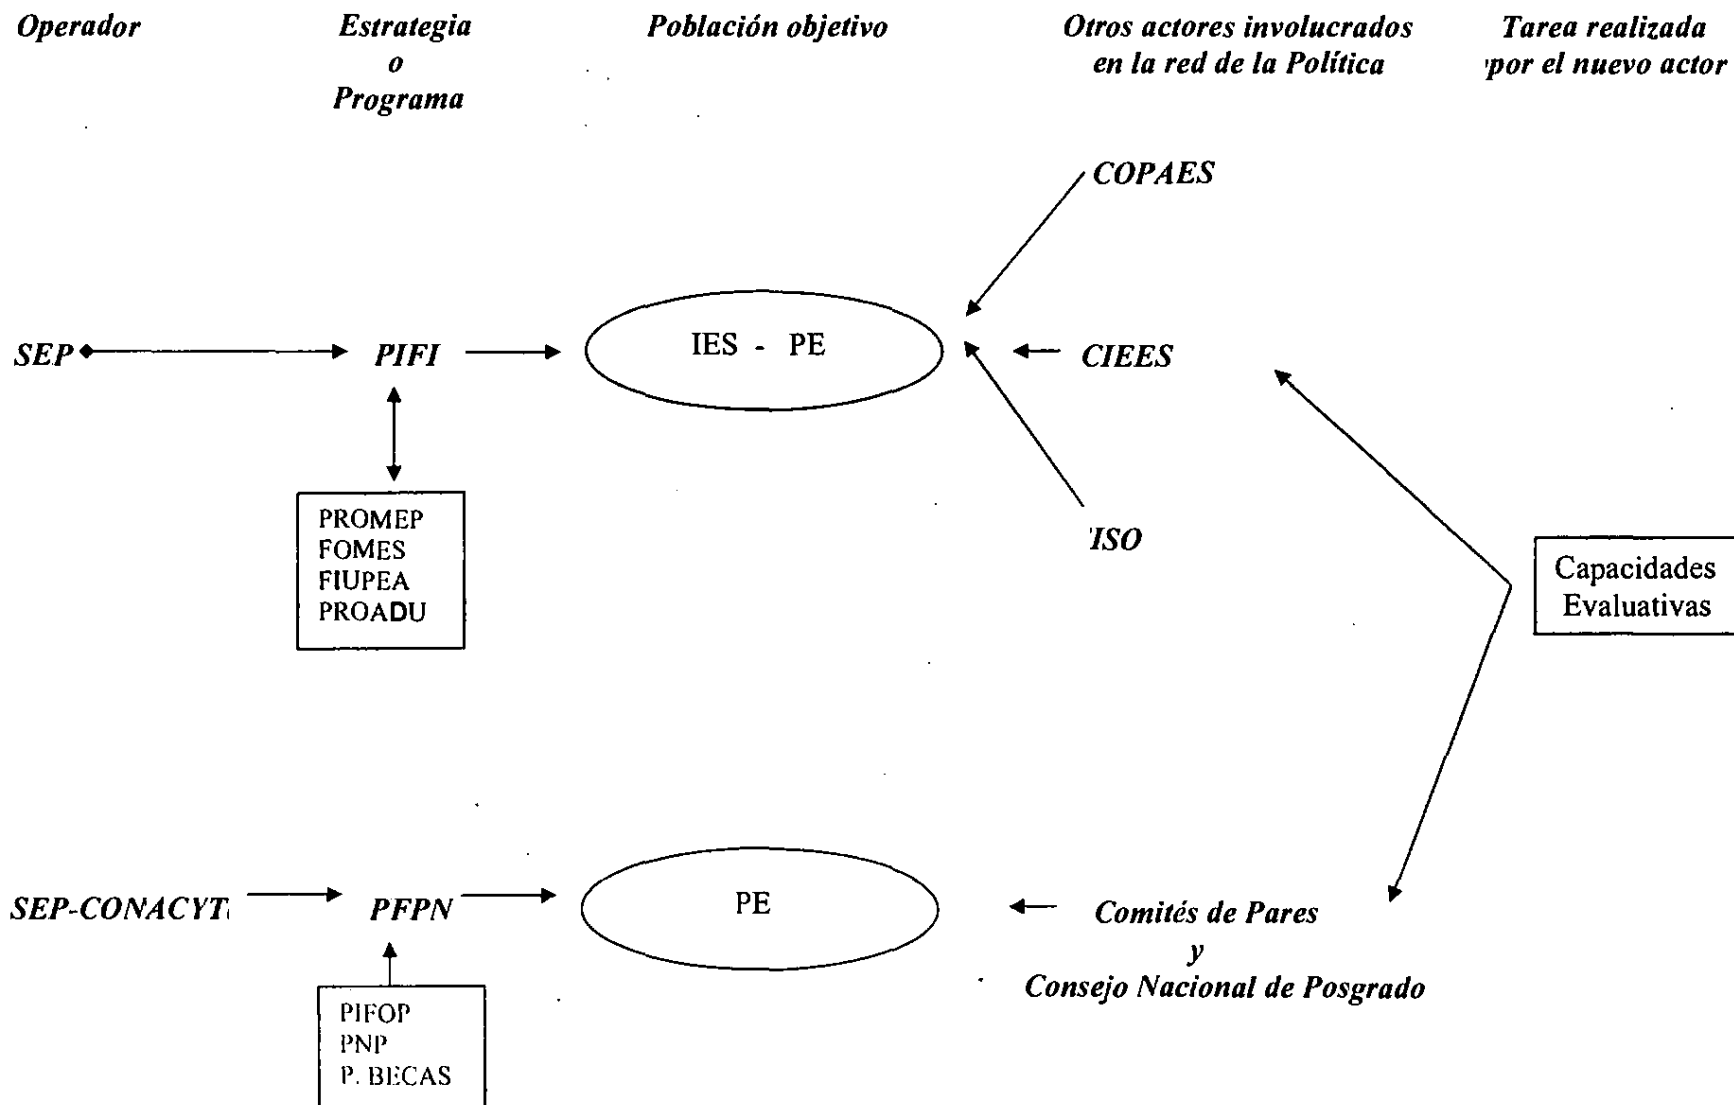 Operador
Estrategia
o
Programa
Población objetivo
Otros actores involucrados
en la red de la Política
Tarea realizada
por el nuevo actor
COPAES
SEP
PIFI
IES - PE
CIEES
PROMEP
FOMES
FIUPEA
PROADU
ISO
Capacidades
Evaluativas
SEP-CONACYT
PFPN
PE
Comités de Pares
y
Consejo Nacional de Posgrado
PIFOP
PNP
P. BECAS